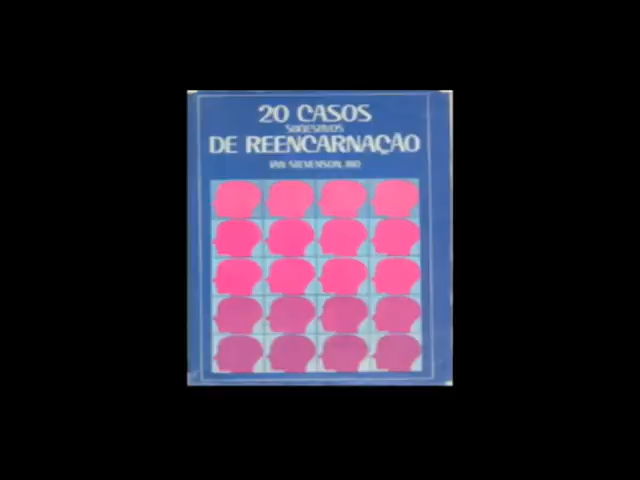 20 CASOS
SUGESTIVOS
DE REENCARNAÇÃO
IAN STEVENSON, MD